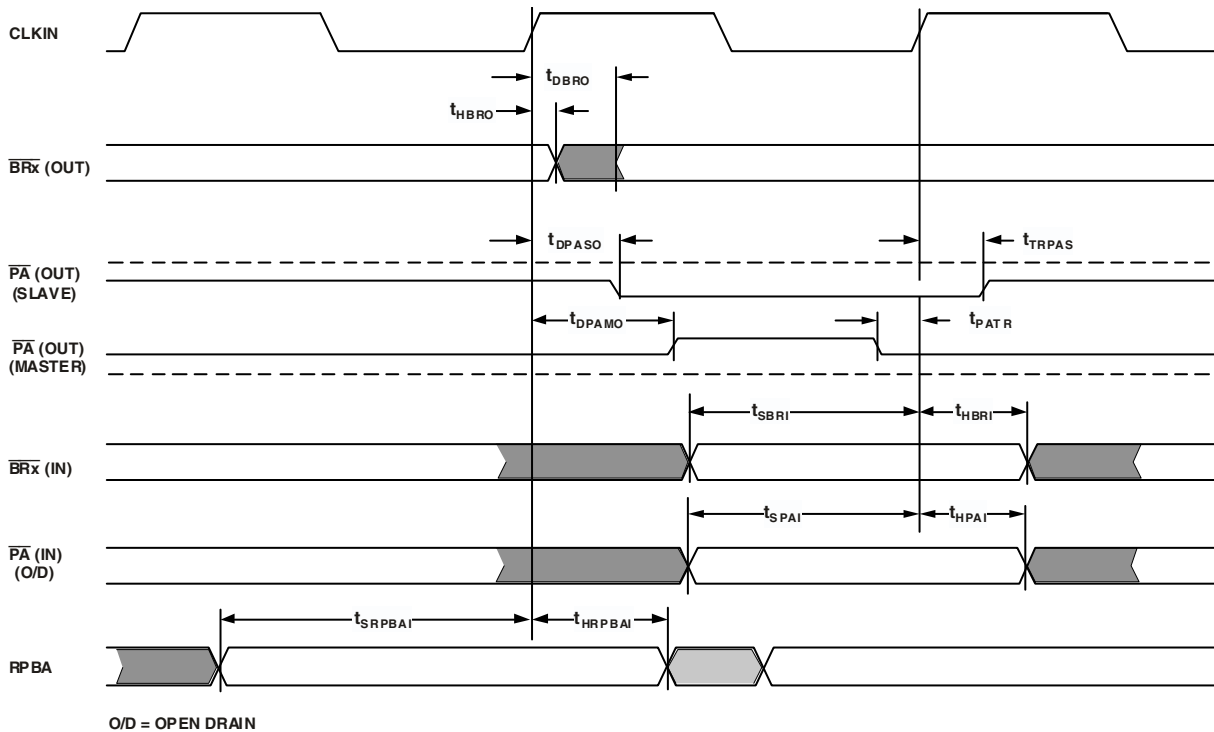 CLKIN
tDBRO
tHBRO
BRx (OUT)
tDPASO
tTRPAS
PA (OUT)
(SLAVE)
tDPAMO
tPATR
PA (OUT)
(MASTER)
tSBRI
tHBRI
BRx (IN)
tSPAI
tHPAI
PA (IN)
(O/D)
tSRPBAI
tHRPBAI
RPBA
O/D = OPEN DRAIN